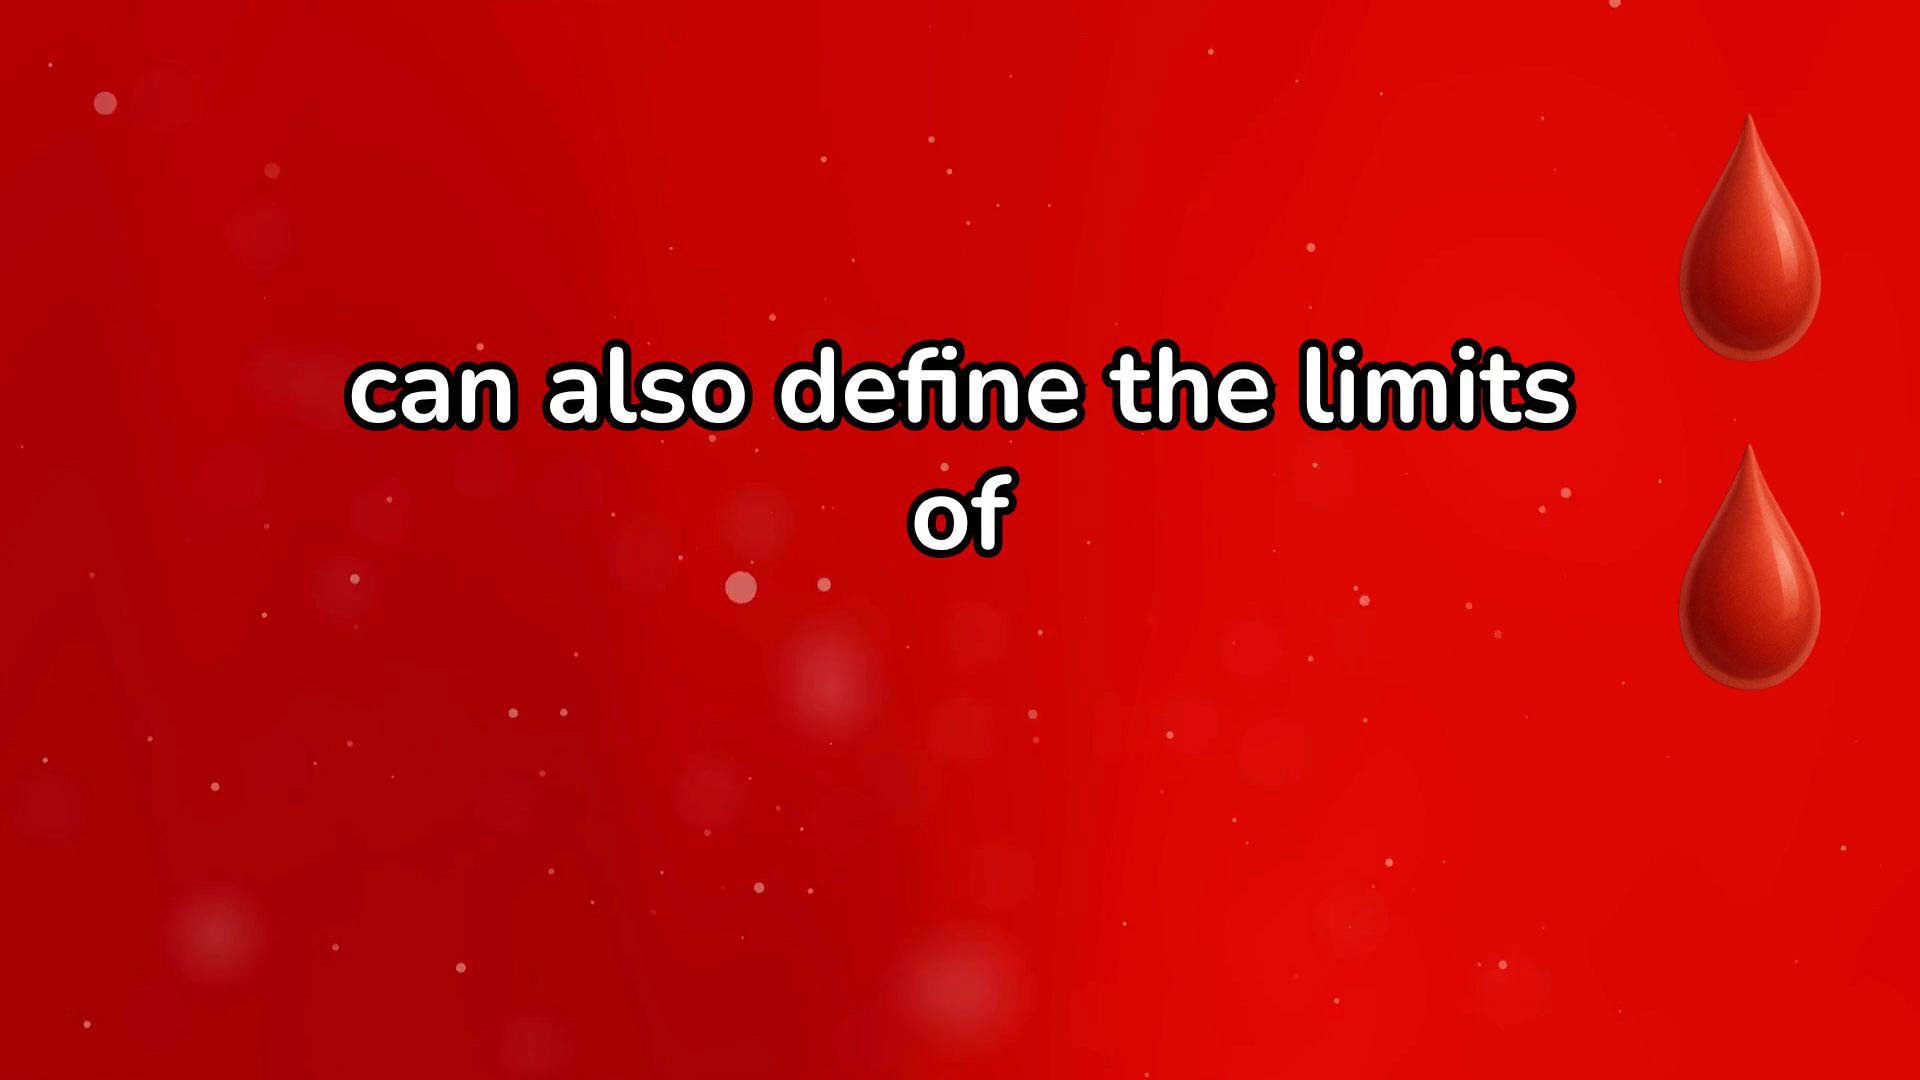 can also define the limits
of